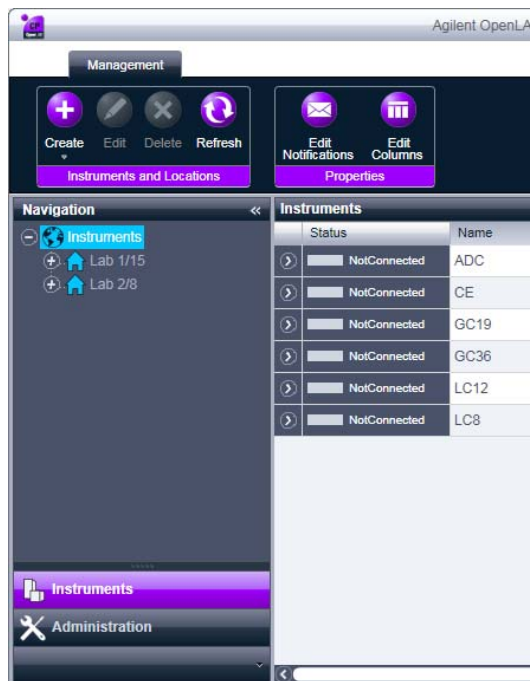 Agilent OpenLA
Management
Create
Edit
Delete
Refresh
Edit Notifications
Edit Columns
Instruments and Locations
Properties
Navigation
Instruments
Instruments
Lab 1/15
Lab 2/8
Status Name
NotConnected ADC
NotConnected CE
NotConnected GC19
NotConnected GC36
NotConnected LC12
NotConnected LC8
Instruments
Administration